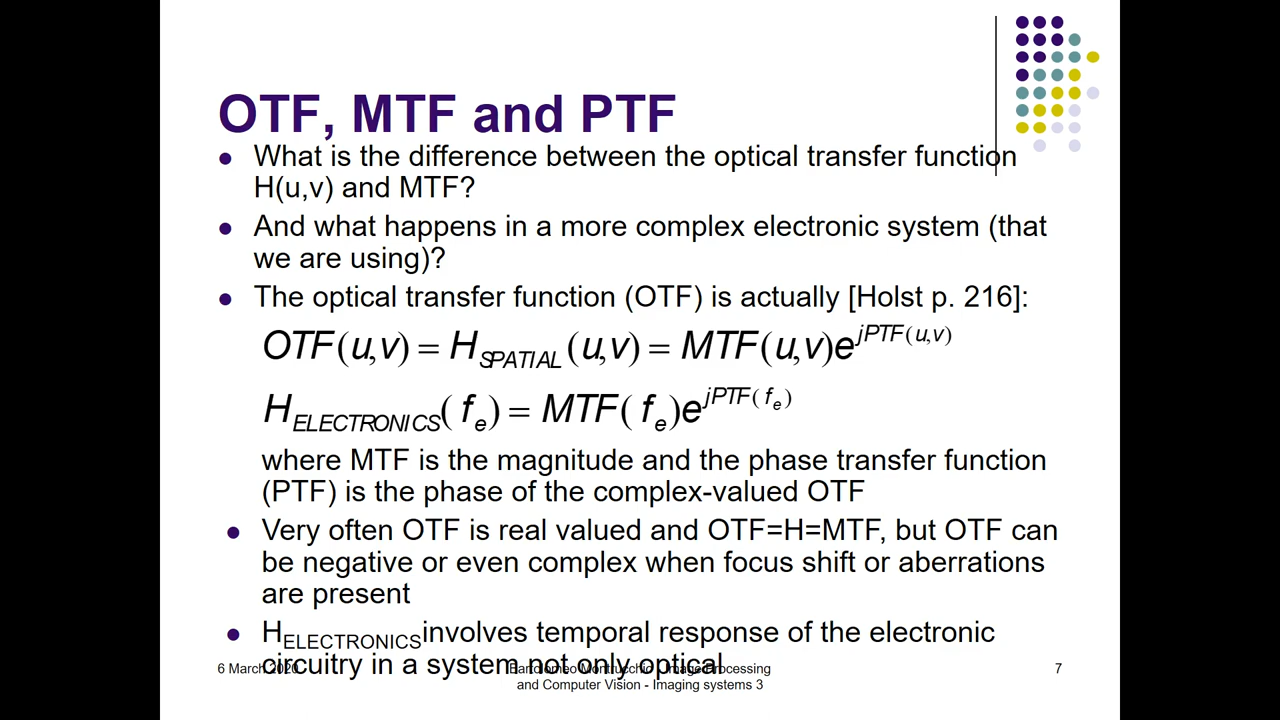 OTF, MTF and PTF
What is the difference between the optical transfer function
H(u,v) and MTF?
And what happens in a more complex electronic system (that
we are using)?
The optical transfer function (OTF) is actually [Holst p. 216]:
OTF(u,v) = H_SPATIAL(u,v) = MTF(u,v)e^jPTF(u,v)
H_ELECTRONICS(f_e) = MTF(f_e)e^jPTF(f_e)
where MTF is the magnitude and the phase transfer function
(PTF) is the phase of the complex-valued OTF
Very often OTF is real valued and OTF=H=MTF, but OTF can
be negative or even complex when focus shift or aberrations
are present
H_ELECTRONICS involves temporal response of the electronic
circuitry in a system not only optical
6 March 2020
Bartolomeo Montrucchio - Image Processing
and Computer Vision - Imaging systems 3
7